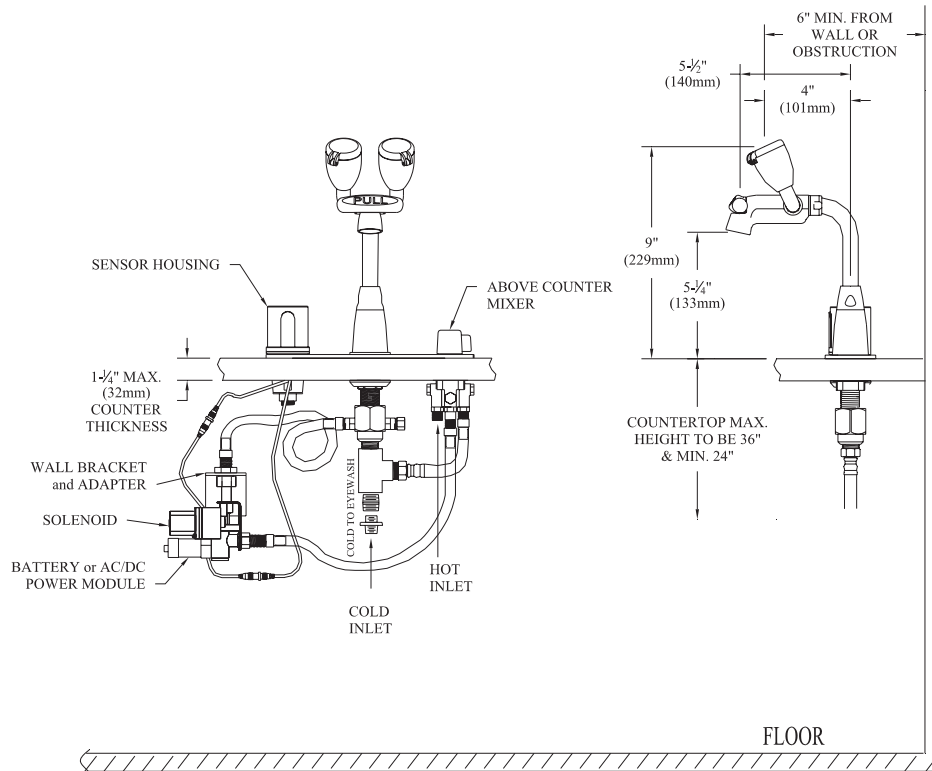 6" MIN. FROM
WALL OR
OBSTRUCTION
5-½"
(140mm)
4"
(101mm)
PULL
9"
(229mm)
5-¼"
(133mm)
SENSOR HOUSING
ABOVE COUNTER
MIXER
1-¼" MAX.
(32mm)
COUNTER
THICKNESS
COUNTERTOP MAX.
HEIGHT TO BE 36"
& MIN. 24"
WALL BRACKET
and ADAPTER
SOLENOID
BATTERY or AC/DC
POWER MODULE
COLD TO EYEWASH
HOT
INLET
COLD
INLET
FLOOR